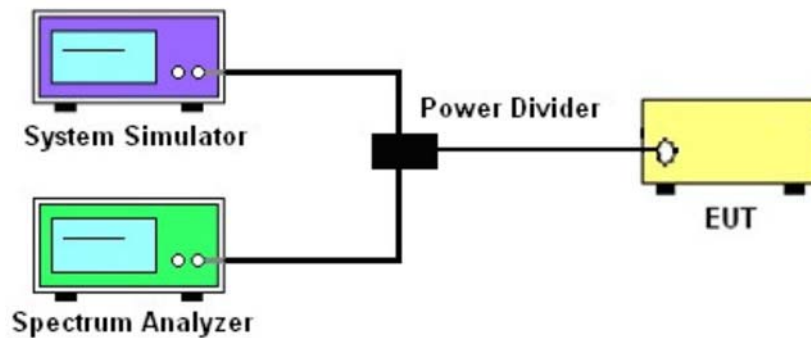 System Simulator
Power Divider
EUT
Spectrum Analyzer